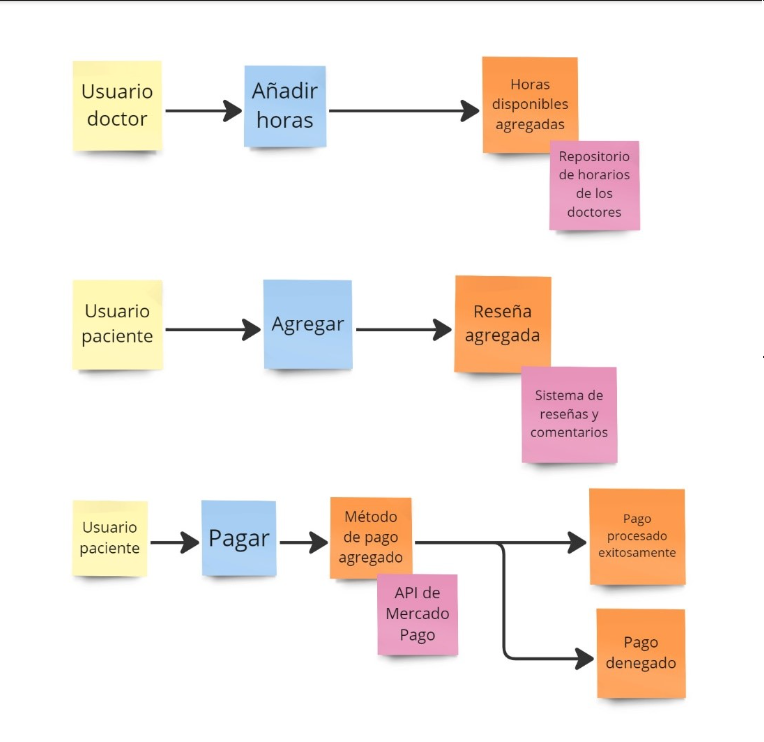 Usuario
doctor
Añadir
horas
Horas
disponibles
agregadas
Repositorio
de horarios
de los
doctores
Usuario
paciente
Agregar
Reseña
agregada
Sistema de
reseñas y
comentarios
Usuario
paciente
Pagar
Método
de pago
agregado
API de
Mercado
Pago
Pago
procesado
exitosamente
Pago
denegado